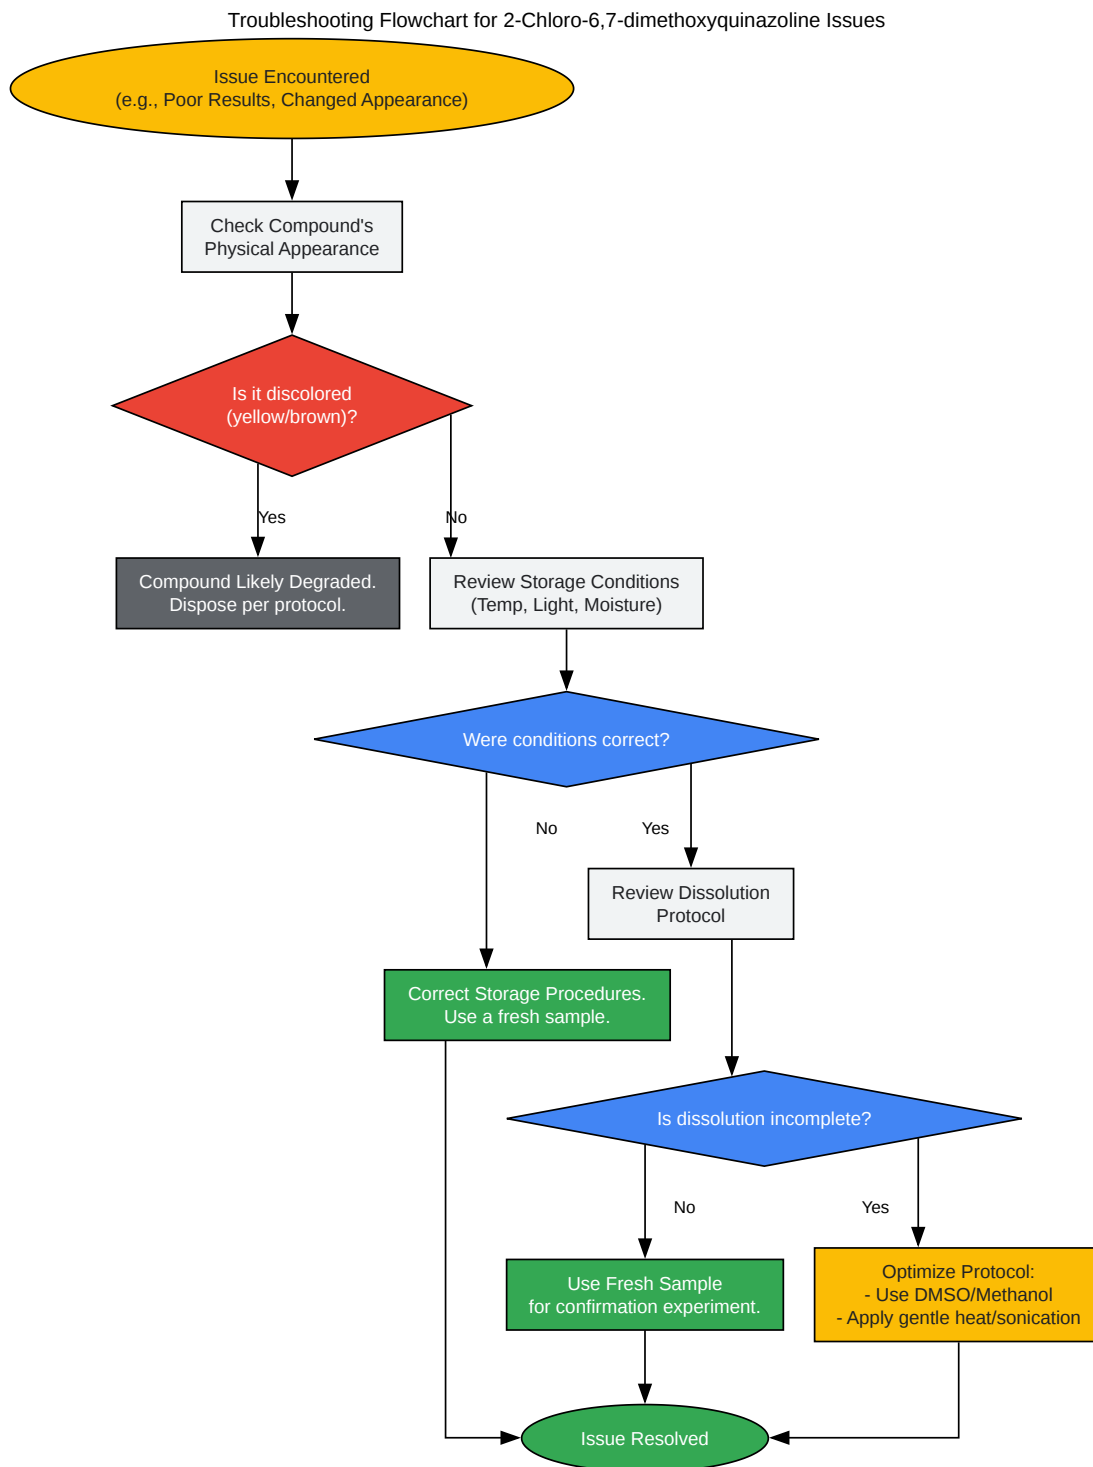 Troubleshooting Flowchart for 2-Chloro-6,7-dimethoxyquinazoline Issues
Issue Encountered
(e.g., Poor Results, Changed Appearance)
Check Compound's
Physical Appearance
Is it discolored
(yellow/brown)?
Yes
No
Compound Likely Degraded.
Dispose per protocol.
Review Storage Conditions
(Temp, Light, Moisture)
Were conditions correct?
No
Yes
Review Dissolution
Protocol
Correct Storage Procedures.
Use a fresh sample.
Is dissolution incomplete?
No
Yes
Use Fresh Sample
for confirmation experiment.
Optimize Protocol:
- Use DMSO/Methanol
- Apply gentle heat/sonication
Issue Resolved